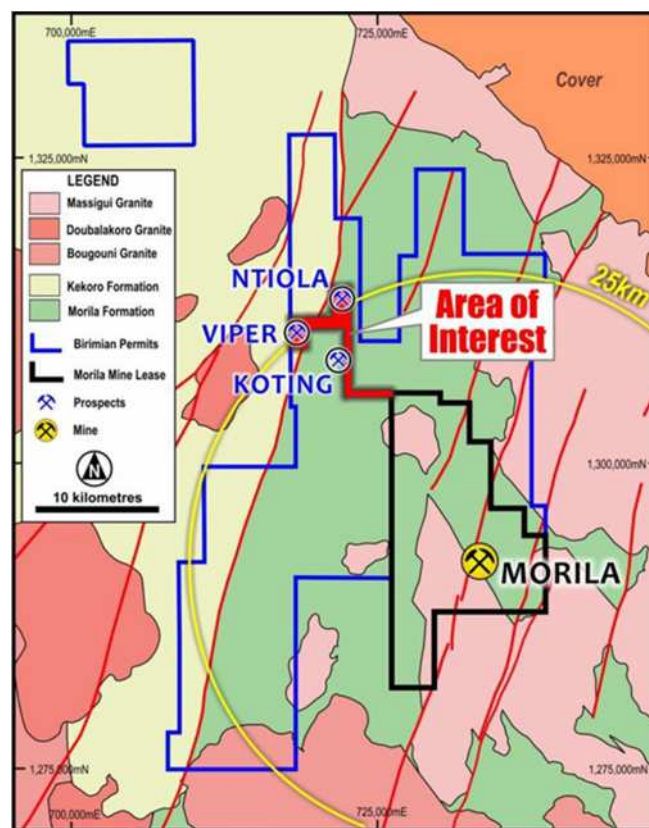 700,000mE
725,000mE
Cover
1,325,000mN
1,325,000mN
LEGEND
Massigui Granite
Doubalakoro Granite
Bougouni Granite
Kekoro Formation
Morila Formation
Birimian Permits
Morila Mine Lease
Prospects
Mine
N
10 kilometres
NTIOLA
VIPER
KOTING
Area of
Interest
25km
1,300,000mN
MORILA
1,275,000mN
1,275,000mN
700,000mE
725,000mE